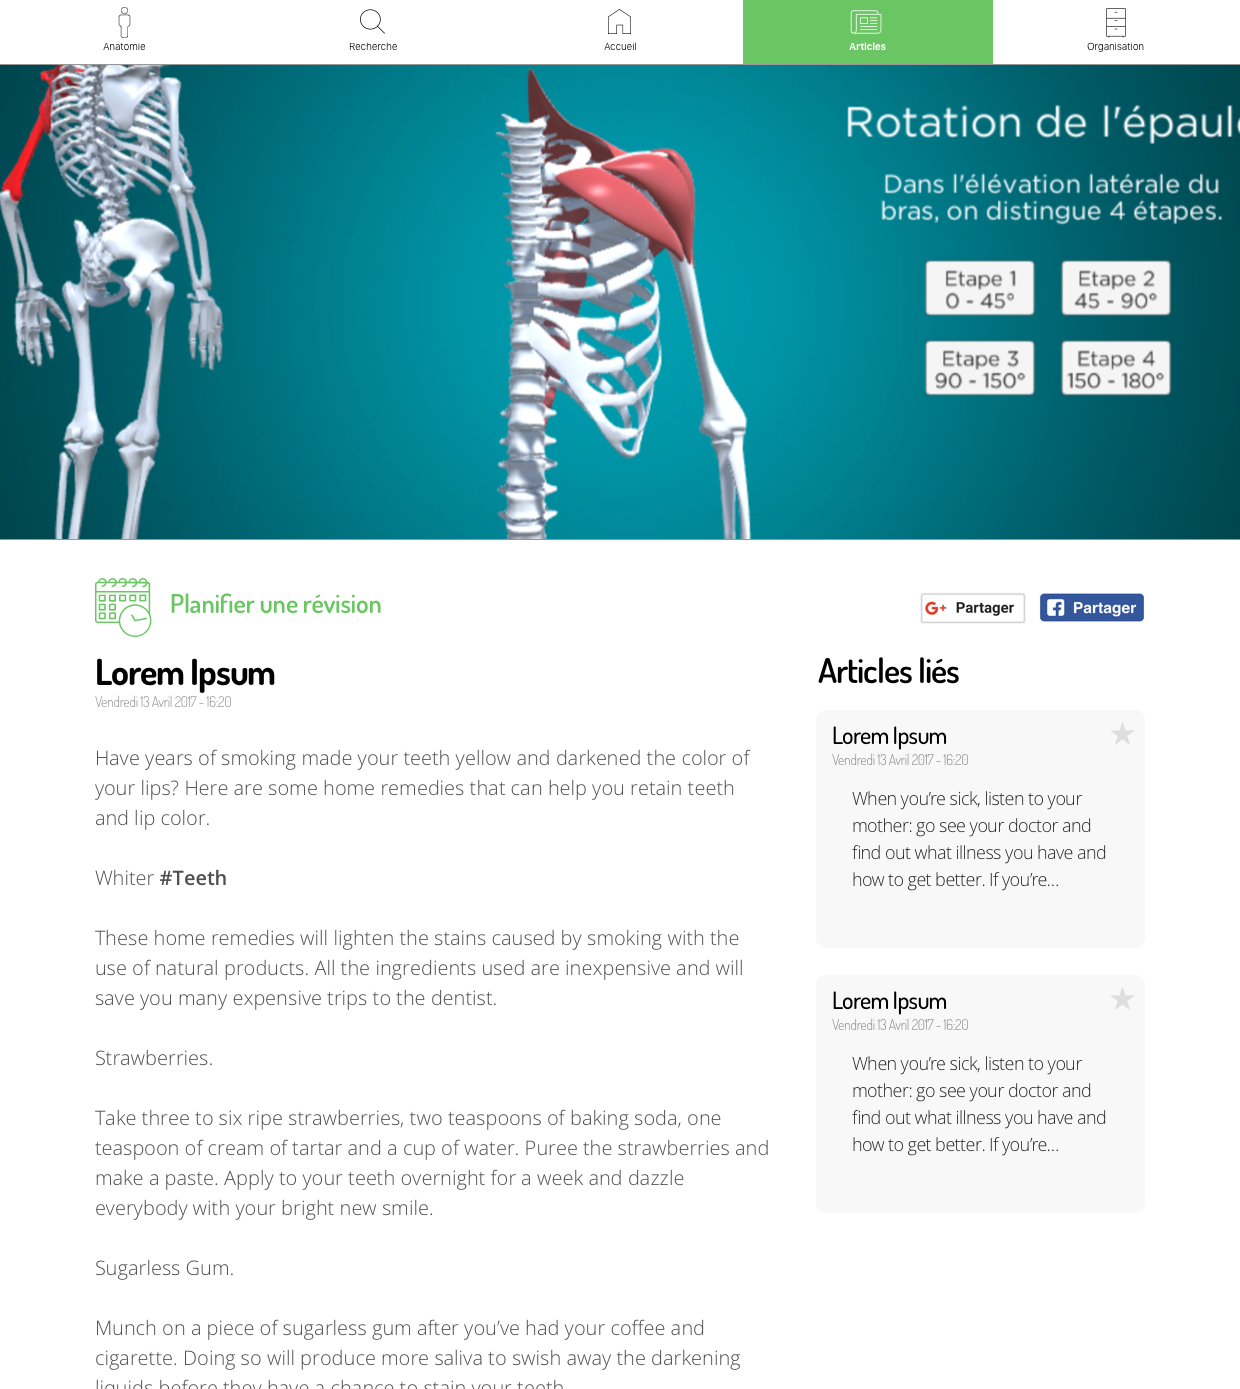 Anatomie
Recherche
Accueil
Articles
Organisation
Rotation de l'épaul
Dans l'élévation latérale du
bras, on distingue 4 étapes.
Etape 1
0 - 45°
Etape 2
45 - 90°
Etape 3
90 - 150°
Etape 4
150 - 180°
Planifier une révision
G+ Partager
Partager
Lorem Ipsum
Vendredi 13 Avril 2017 - 16:20
Have years of smoking made your teeth yellow and darkened the color of
your lips? Here are some home remedies that can help you retain teeth
and lip color.
Whiter #Teeth
These home remedies will lighten the stains caused by smoking with the
use of natural products. All the ingredients used are inexpensive and will
save you many expensive trips to the dentist.
Strawberries.
Take three to six ripe strawberries, two teaspoons of baking soda, one
teaspoon of cream of tartar and a cup of water. Puree the strawberries and
make a paste. Apply to your teeth overnight for a week and dazzle
everybody with your bright new smile.
Sugarless Gum.
Munch on a piece of sugarless gum after you’ve had your coffee and
cigarette. Doing so will produce more saliva to swish away the darkening
liquids before they have a chance to stain your teeth.
Articles liés
Lorem Ipsum
Vendredi 13 Avril 2017 - 16:20
When you’re sick, listen to your
mother: go see your doctor and
find out what illness you have and
how to get better. If you’re…
Lorem Ipsum
Vendredi 13 Avril 2017 - 16:20
When you’re sick, listen to your
mother: go see your doctor and
find out what illness you have and
how to get better. If you’re…